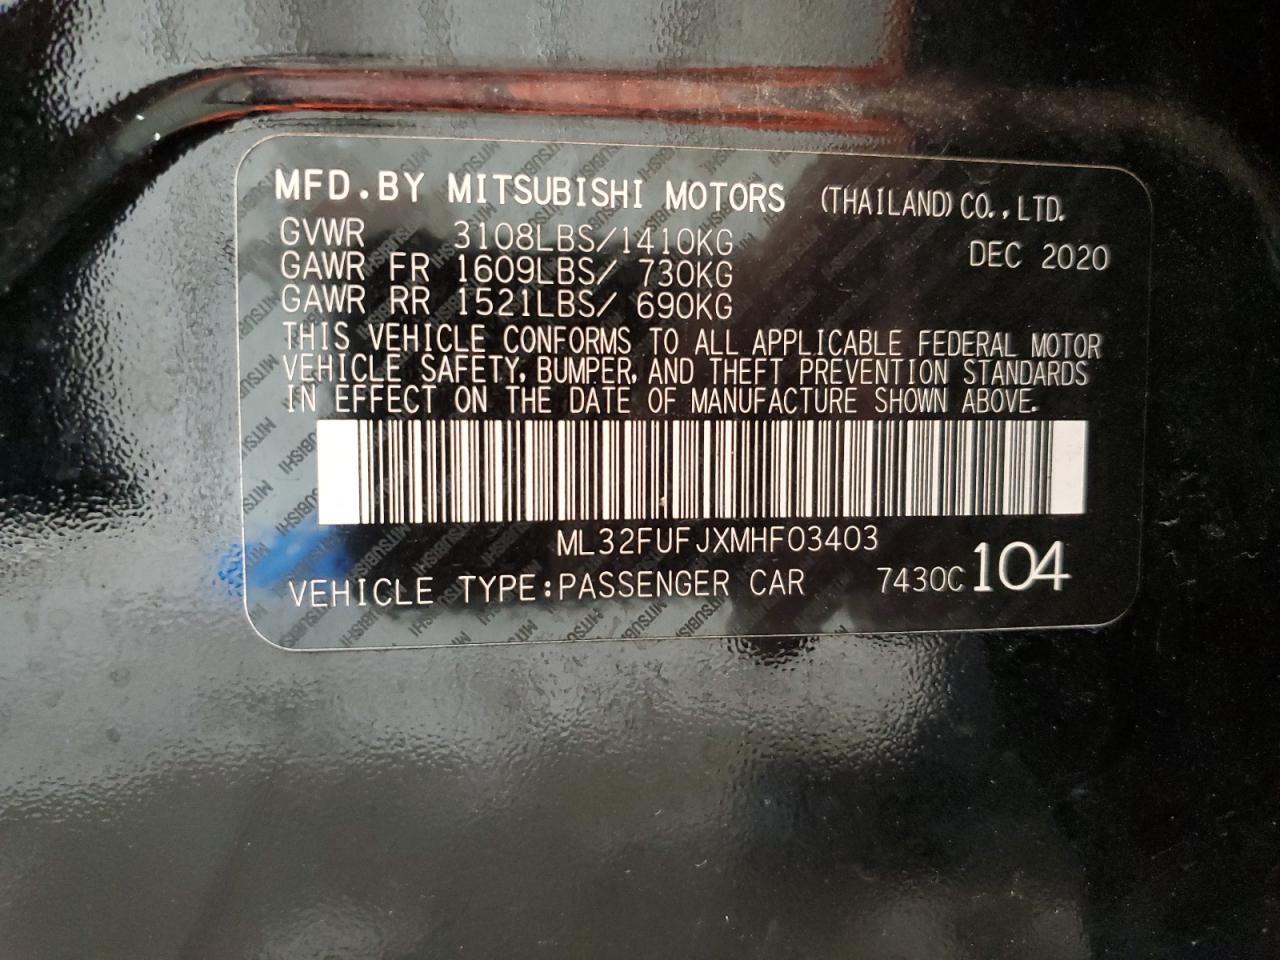 MFD.BY MITSUBISHI MOTORS (THAILAND) CO.,LTD.
GVWR 3108LBS/1410KG DEC 2020
GAWR FR 1609LBS/ 730KG
GAWR RR 1521LBS/ 690KG
THIS VEHICLE CONFORMS TO ALL APPLICABLE FEDERAL MOTOR
VEHICLE SAFETY, BUMPER, AND THEFT PREVENTION STANDARDS
IN EFFECT ON THE DATE OF MANUFACTURE SHOWN ABOVE.
ML32FUFJXMHF03403
VEHICLE TYPE:PASSENGER CAR 7430C 104